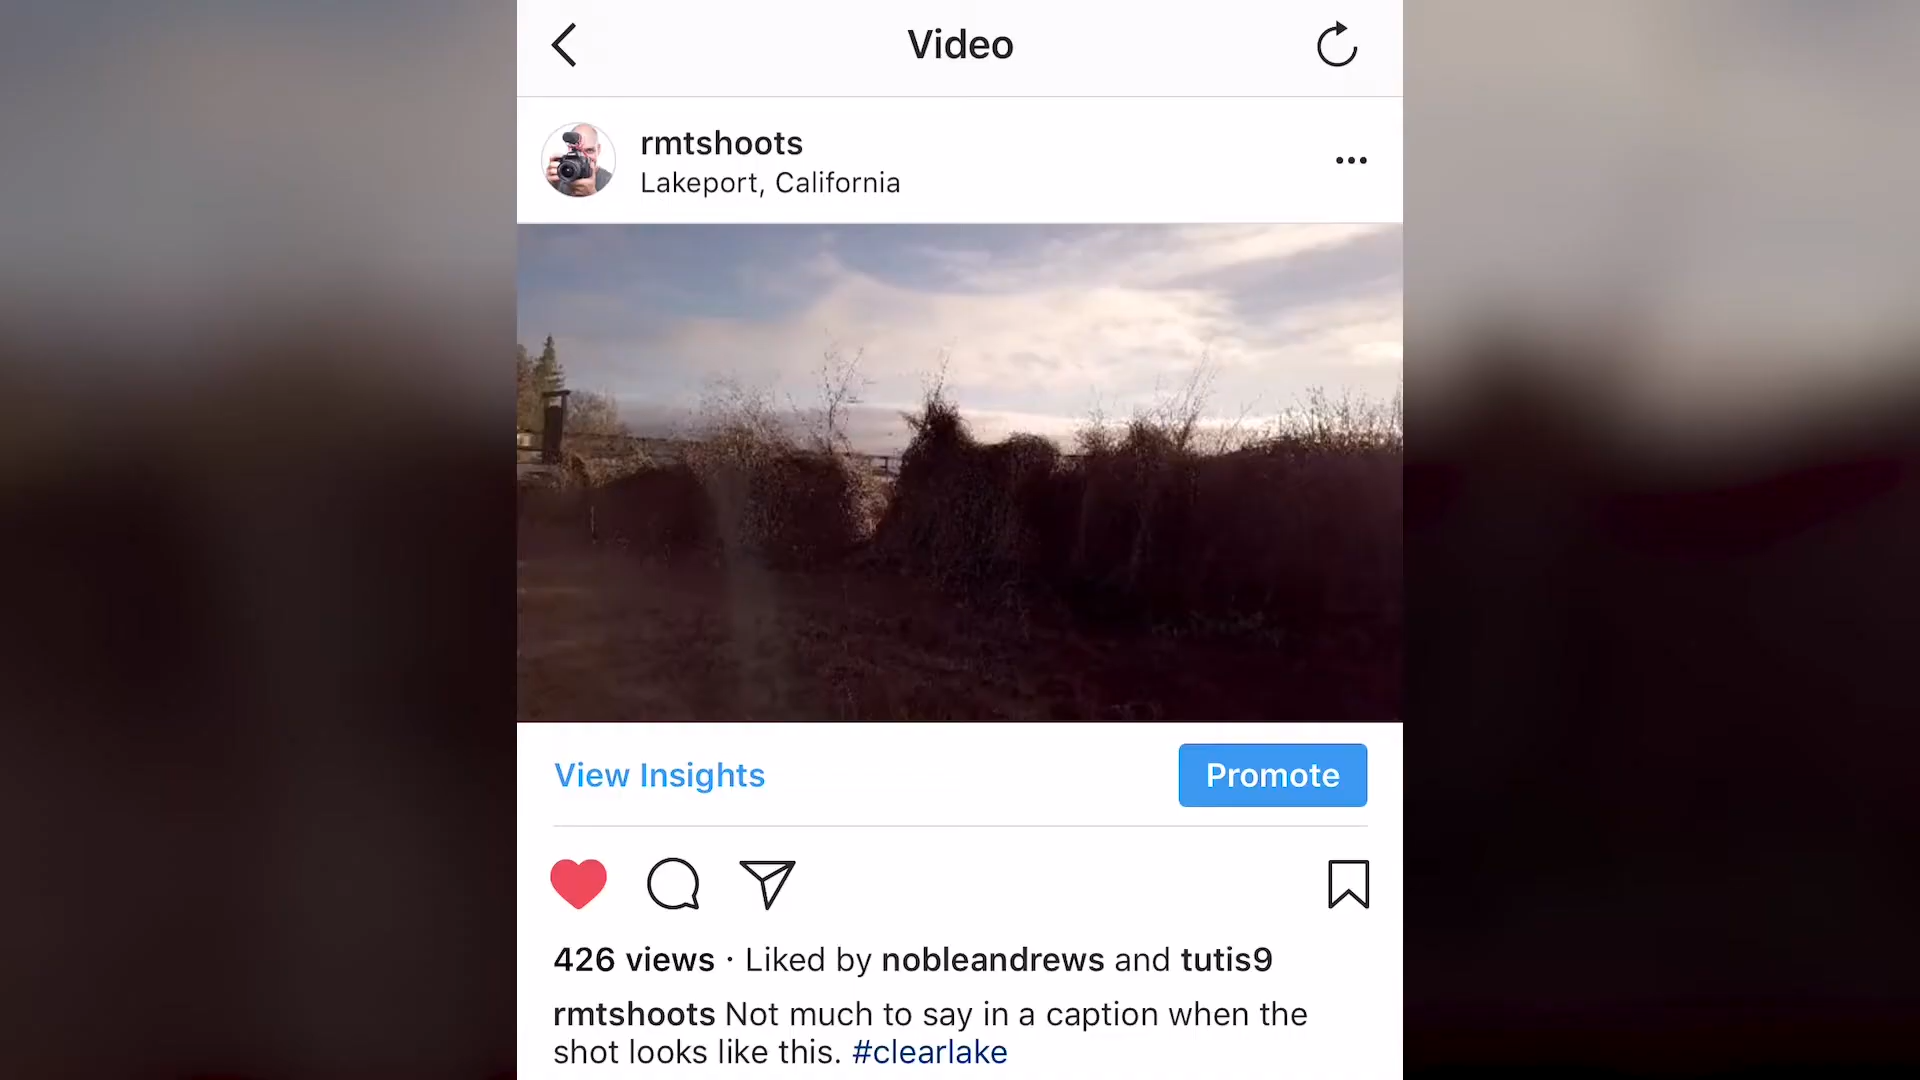 Video
rmtshoots
Lakeport, California
View Insights
Promote
426 views · Liked by nobleandrews and tutis9
rmtshoots Not much to say in a caption when the
shot looks like this. #clearlake